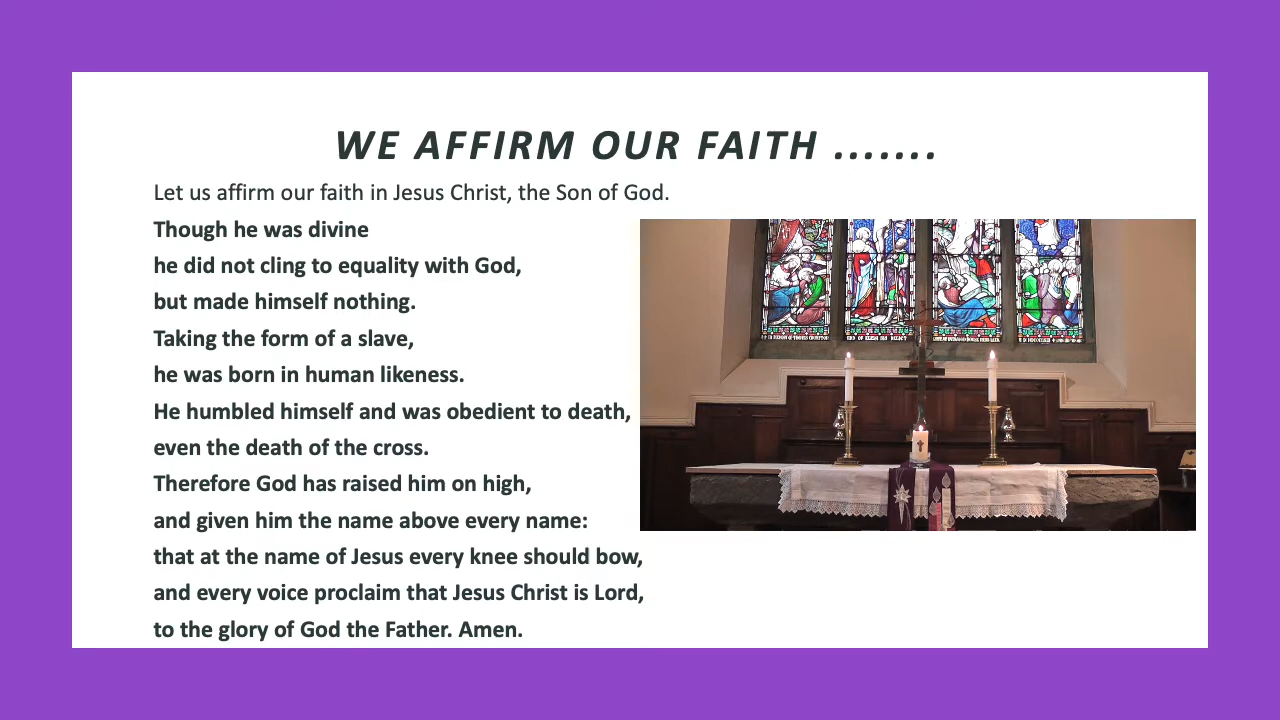 WE AFFIRM OUR FAITH .......
Let us affirm our faith in Jesus Christ, the Son of God.
Though he was divine
he did not cling to equality with God,
but made himself nothing.
Taking the form of a slave,
he was born in human likeness.
He humbled himself and was obedient to death,
even the death of the cross.
Therefore God has raised him on high,
and given him the name above every name:
that at the name of Jesus every knee should bow,
and every voice proclaim that Jesus Christ is Lord,
to the glory of God the Father. Amen.